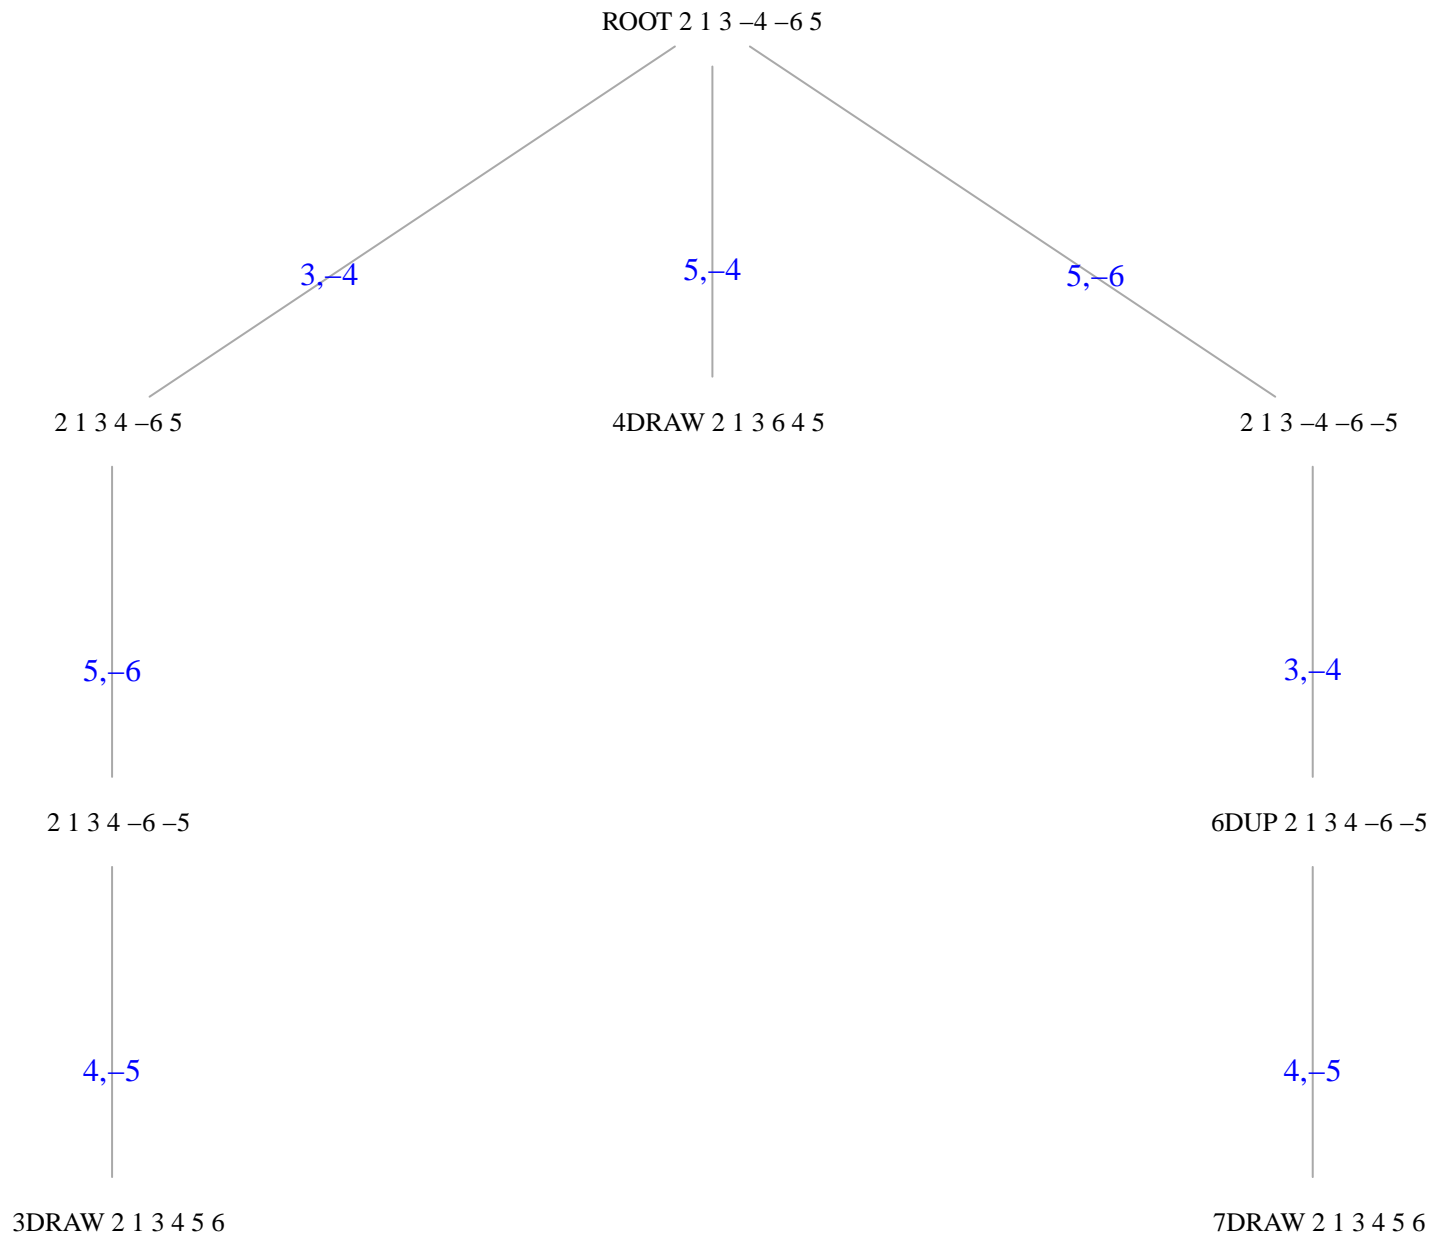 ROOT 2 1 3 –4 –6 5
3,–4
5,–4
5,–6
2 1 3 4 –6 5
4DRAW 2 1 3 6 4 5
2 1 3 –4 –6 –5
5,–6
3,–4
2 1 3 4 –6 –5
6DUP 2 1 3 4 –6 –5
4,–5
4,–5
3DRAW 2 1 3 4 5 6
7DRAW 2 1 3 4 5 6